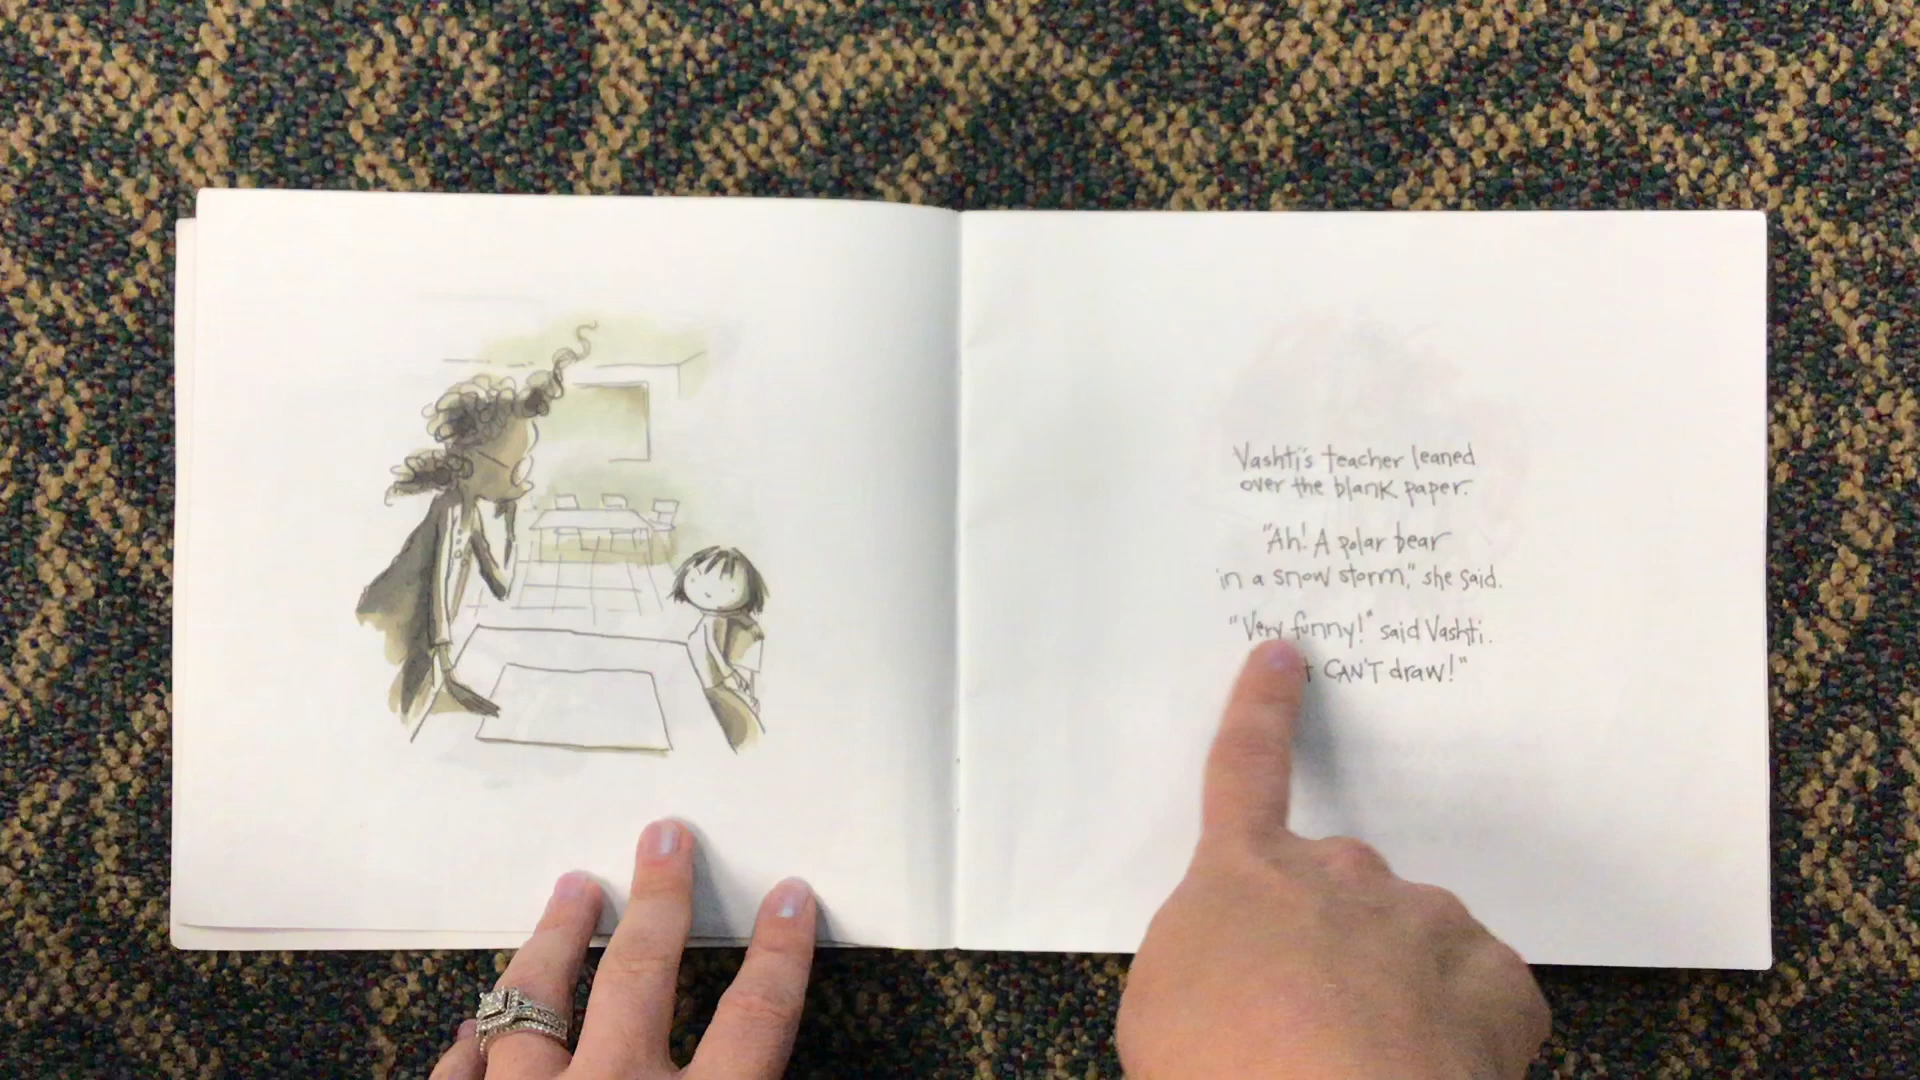 Vashti's teacher leaned
over the blank paper.
"Ah! A polar bear
in a snow storm," she said.
"Very funny!" said Vashti.
CAN'T draw!"